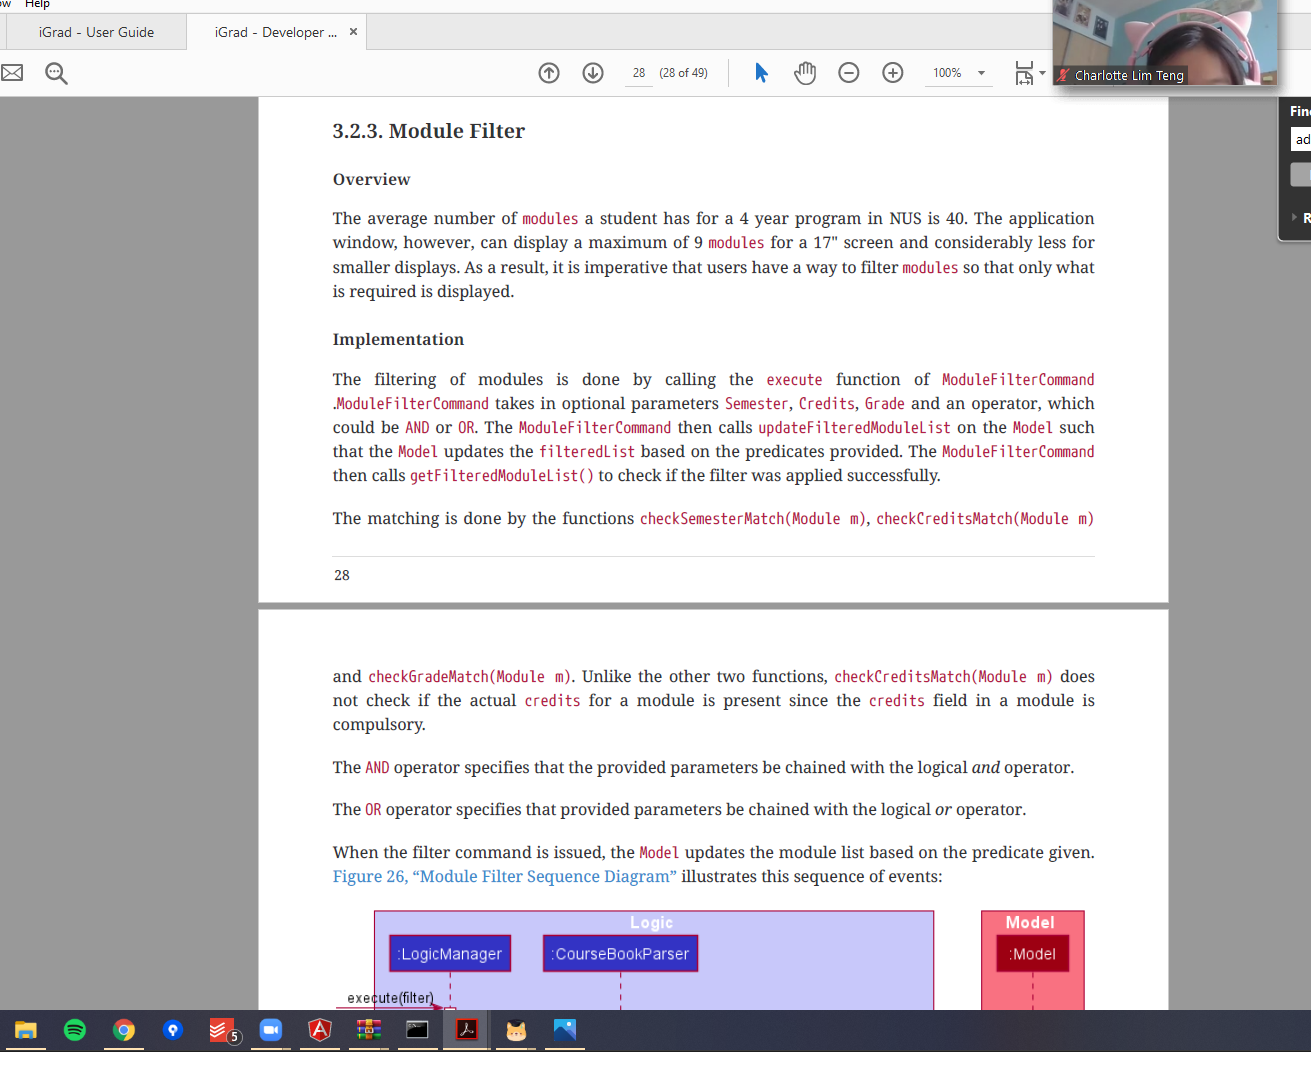 ow Help
iGrad - User Guide
iGrad - Developer ... ×
28 (28 of 49)
100%
Charlotte Lim Teng
Fin
ad
R
3.2.3. Module Filter
Overview
The average number of modules a student has for a 4 year program in NUS is 40. The application
window, however, can display a maximum of 9 modules for a 17" screen and considerably less for
smaller displays. As a result, it is imperative that users have a way to filter modules so that only what
is required is displayed.
Implementation
The filtering of modules is done by calling the execute function of ModuleFilterCommand
.ModuleFilterCommand takes in optional parameters Semester, Credits, Grade and an operator, which
could be AND or OR. The ModuleFilterCommand then calls updateFilteredModuleList on the Model such
that the Model updates the filteredList based on the predicates provided. The ModuleFilterCommand
then calls getFilteredModuleList() to check if the filter was applied successfully.
The matching is done by the functions checkSemesterMatch(Module m), checkCreditsMatch(Module m)
28
and checkGradeMatch(Module m). Unlike the other two functions, checkCreditsMatch(Module m) does
not check if the actual credits for a module is present since the credits field in a module is
compulsory.
The AND operator specifies that the provided parameters be chained with the logical and operator.
The OR operator specifies that provided parameters be chained with the logical or operator.
When the filter command is issued, the Model updates the module list based on the predicate given.
Figure 26, “Module Filter Sequence Diagram” illustrates this sequence of events:
Logic
Model
:LogicManager
:CourseBookParser
:Model
execute(filter)
5